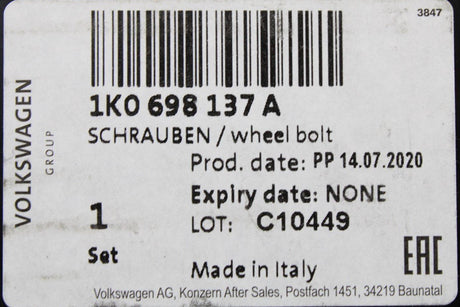 3847
VOLKSWAGEN
GROUP
1K0 698 137 A
SCHRAUBEN / wheel bolt
Prod. date: PP 14.07.2020
Expiry date: NONE
1 LOT: C10449
Set
Made in Italy
EAC
Volkswagen AG, Konzern After Sales, Postfach 1451, 34219 Baunatal